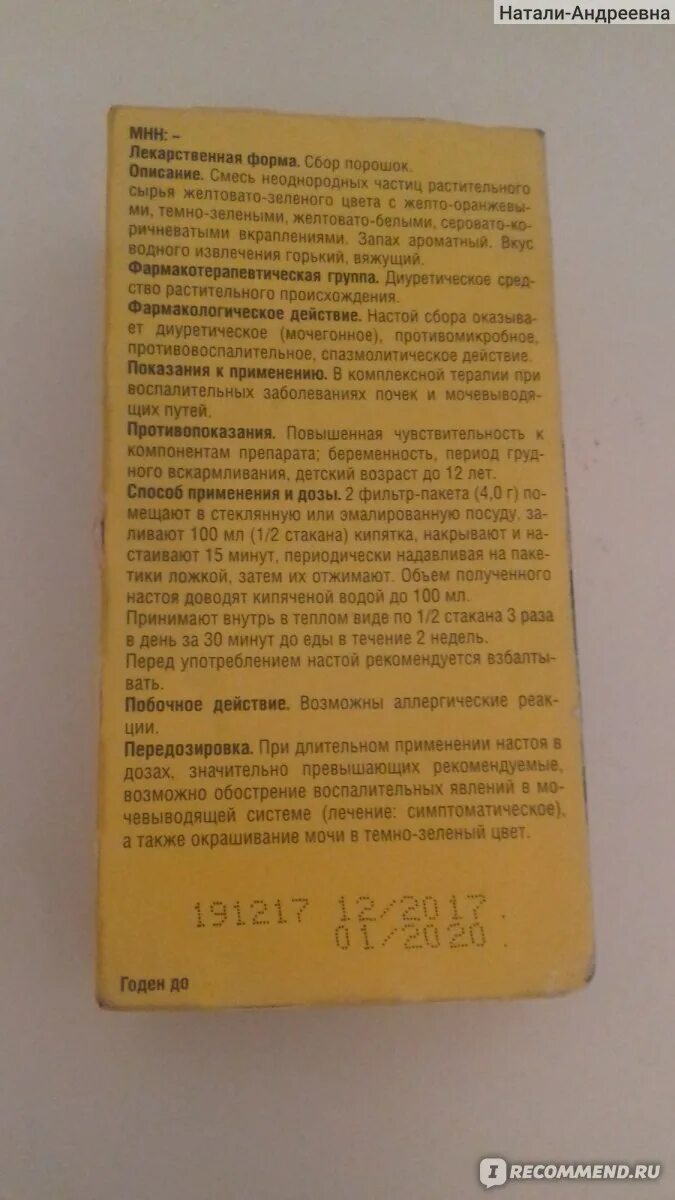 Натали-Андреевна
МНН: –
Лекарственная форма. Сбор порошок.
Описание. Смесь неоднородных частиц растительного
сырья желтовато-зеленого цвета с желто-оранжевы-
ми, темно-зелеными, желтовато-белыми, серовато-ко-
ричневатыми вкраплениями. Запах ароматный. Вкус
водного извлечения горький, вяжущий.
Фармакотерапевтическая группа. Диуретическое сред-
ство растительного происхождения.
Фармакологическое действие. Настой сбора оказыва-
ет диуретическое (мочегонное), противомикробное,
противовоспалительное, спазмолитическое действие.
Показания к применению. В комплексной терапии при
воспалительных заболеваниях почек и мочевыводя-
щих путей.
Противопоказания. Повышенная чувствительность к
компонентам препарата; беременность, период груд-
ного вскармливания, детский возраст до 12 лет.
Способ применения и дозы. 2 фильтр-пакета (4,0 г) по-
мещают в стеклянную или эмалированную посуду, за-
ливают 100 мл (1/2 стакана) кипятка, накрывают и на-
стаивают 15 минут, периодически надавливая на паке-
тики ложкой, затем их отжимают. Объем полученного
настоя доводят кипяченой водой до 100 мл.
Принимают внутрь в теплом виде по 1/2 стакана 3 раза
в день за 30 минут до еды в течение 2 недель.
Перед употреблением настой рекомендуется взбалты-
вать.
Побочное действие. Возможны аллергические реак-
ции.
Передозировка. При длительном применении настоя в
дозах, значительно превышающих рекомендуемые,
возможно обострение воспалительных явлений в мо-
чевыводящей системе (лечение: симптоматическое),
а также окрашивание мочи в темно-зеленый цвет.
191217 12/2017.
01/2020.
Годен до
IRECOMMEND.RU